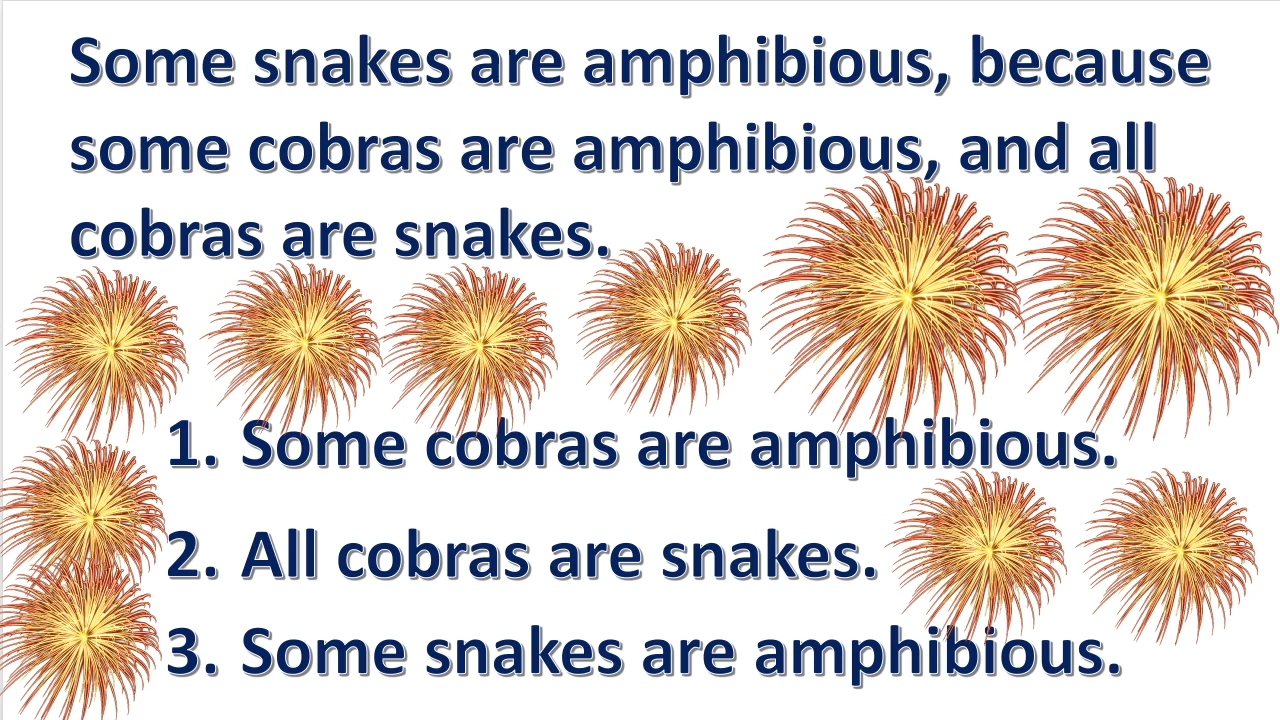 Some snakes are amphibious, because
some cobras are amphibious, and all
cobras are snakes.
1. Some cobras are amphibious.
2. All cobras are snakes.
3. Some snakes are amphibious.